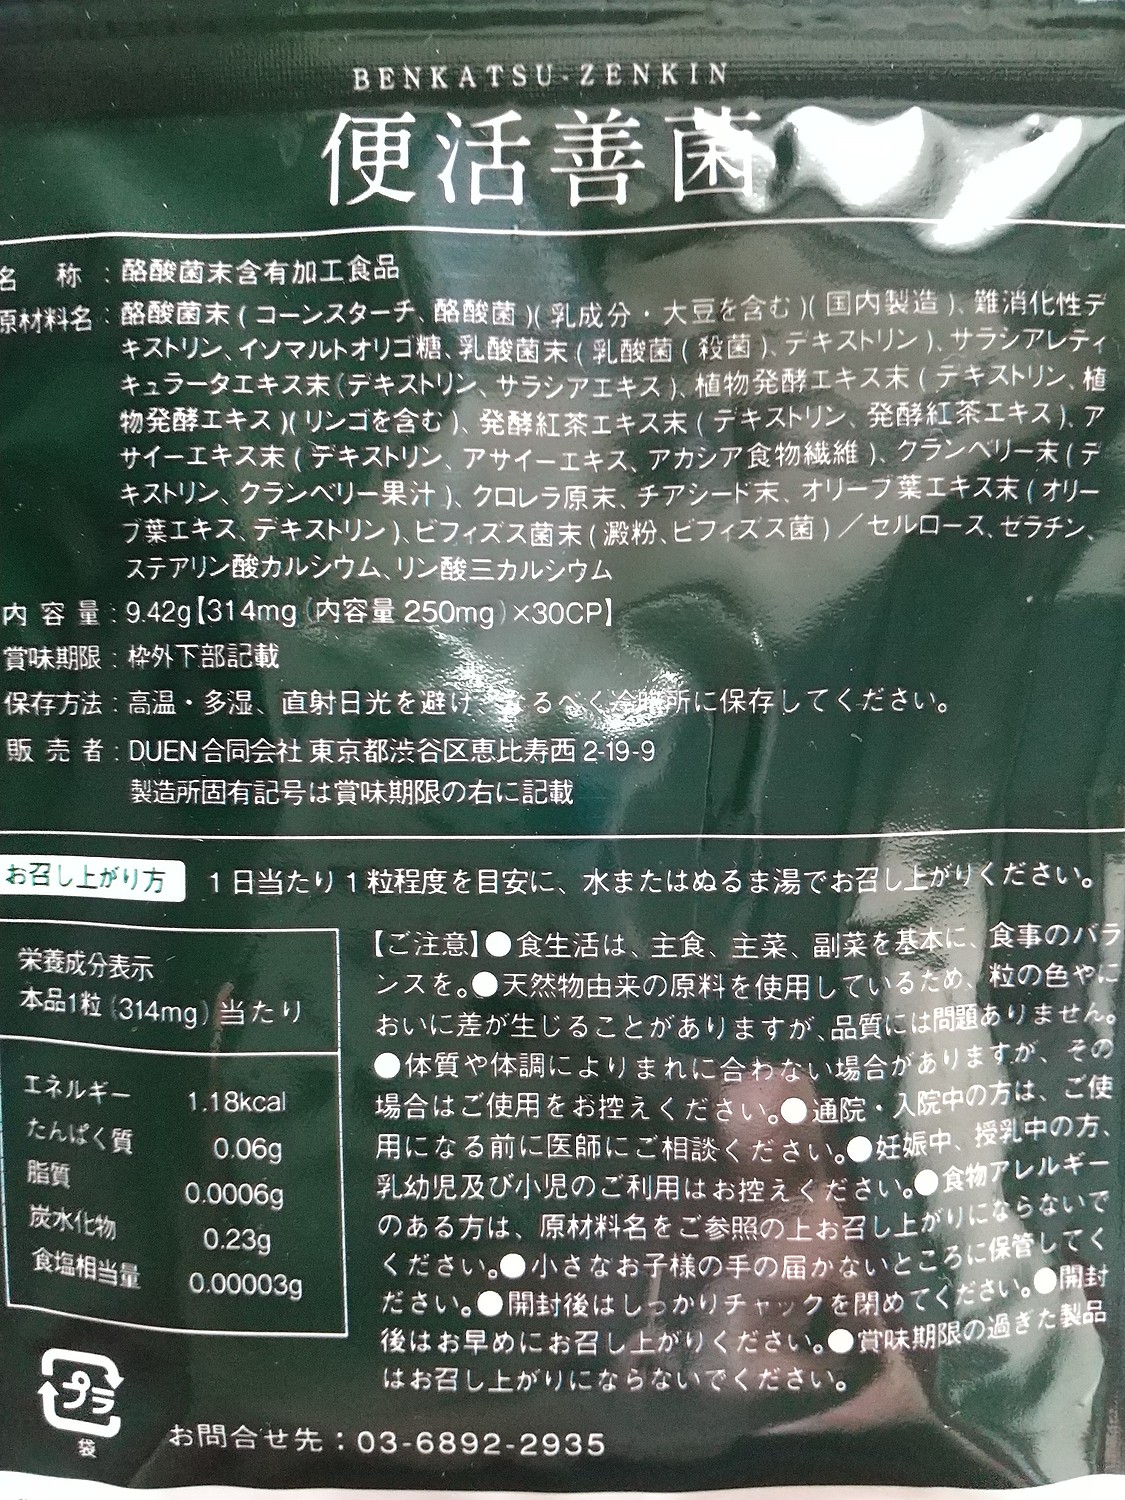 BENKATSU-ZENKIN
便活善菌
名称：酪酸菌末含有加工食品
原材料名：酪酸菌末(コーンスターチ、酪酸菌)(乳成分・大豆を含む)(国内製造)、難消化性デ
キストリン、イソマルトオリゴ糖、乳酸菌末(乳酸菌(殺菌)、デキストリン)、サラシアレティ
キュラータエキス末(デキストリン、サラシアエキス)、植物発酵エキス末(デキストリン、植
物発酵エキス)(リンゴを含む)、発酵紅茶エキス末(デキストリン、発酵紅茶エキス)、ア
サイーエキス末(デキストリン、アサイーエキス、アカシア食物繊維)、クランベリー末(デ
キストリン、クランベリー果汁)、クロレラ原末、チアシード末、オリーブ葉エキス末(オリー
ブ葉エキス、デキストリン)、ビフィズス菌末(澱粉、ビフィズス菌)／セルロース、ゼラチン、
ステアリン酸カルシウム、リン酸三カルシウム
内容量：9.42g【314mg(内容量250mg)×30CP】
賞味期限：枠外下部記載
保存方法：高温・多湿、直射日光を避け なるべく冷暗所に保存してください。
販売者：DUEN合同会社 東京都渋谷区恵比寿西2-19-9
製造所固有記号は賞味期限の右に記載
お召し上がり方 1日当たり1粒程度を目安に、水またはぬるま湯でお召し上がりください。
栄養成分表示
本品1粒(314mg)当たり
エネルギー 1.18kcal
たんぱく質 0.06g
脂質 0.0006g
炭水化物 0.23g
食塩相当量 0.00003g
【ご注意】●食生活は、主食、主菜、副菜を基本に、食事のバラ
ンスを。●天然物由来の原料を使用しているため、粒の色やに
おいに差が生じることがありますが、品質には問題ありません。
●体質や体調によりまれに合わない場合がありますが、その
場合はご使用をお控えください。●通院・入院中の方は、ご使
用になる前に医師にご相談ください。●妊娠中、授乳中の方、
乳幼児及び小児のご利用はお控えください。●食物アレルギー
のある方は、原材料名をご参照の上お召し上がりにならないで
ください。●小さなお子様の手の届かないところに保管してく
ださい。●開封後はしっかりチャックを閉めてください。●開封
後はお早めにお召し上がりください。●賞味期限の過ぎた製品
はお召し上がりにならないでください。
プラ
袋
お問合せ先：03-6892-2935